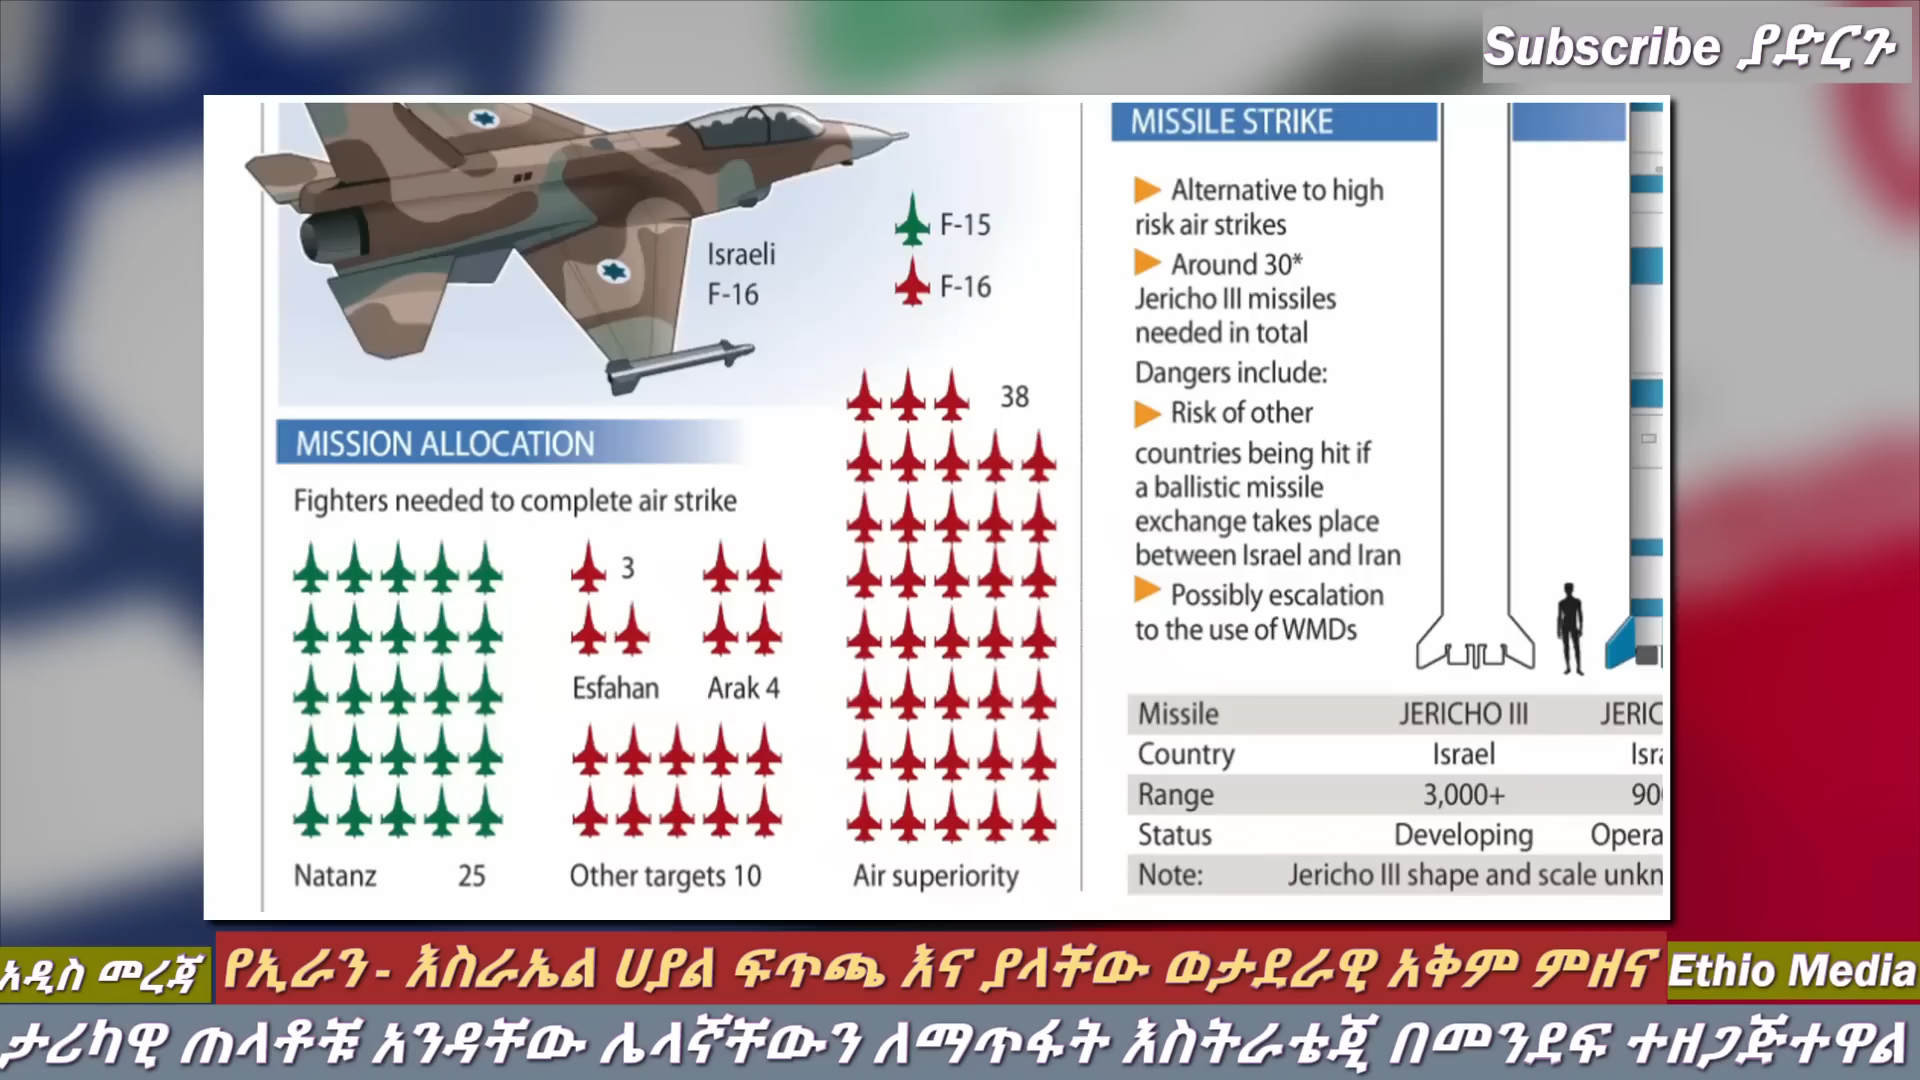 Subscribe ያድርጉ
Israeli
F-16
F-15
F-16
MISSION ALLOCATION
Fighters needed to complete air strike
3
Esfahan
Arak 4
Natanz 25
Other targets 10
38
Air superiority
MISSILE STRIKE
Alternative to high
risk air strikes
Around 30*
Jericho III missiles
needed in total
Dangers include:
Risk of other
countries being hit if
a ballistic missile
exchange takes place
between Israel and Iran
Possibly escalation
to the use of WMDs
Missile JERICHO III JERIC
Country Israel Isra
Range 3,000+ 90
Status Developing Opera
Note: Jericho III shape and scale unkn
አዲስ መረጃ
የኢራን- እስራኤል ሀያል ፍጥጫ እና ያላቸው ወታደራዊ አቅም ምዘና
Ethio Media
ታሪካዊ ጠላቶቹ አንዳቸው ሌላኛቸውን ለማጥፋት እስትራቴጂ በመንደፍ ተዘጋጅተዋል